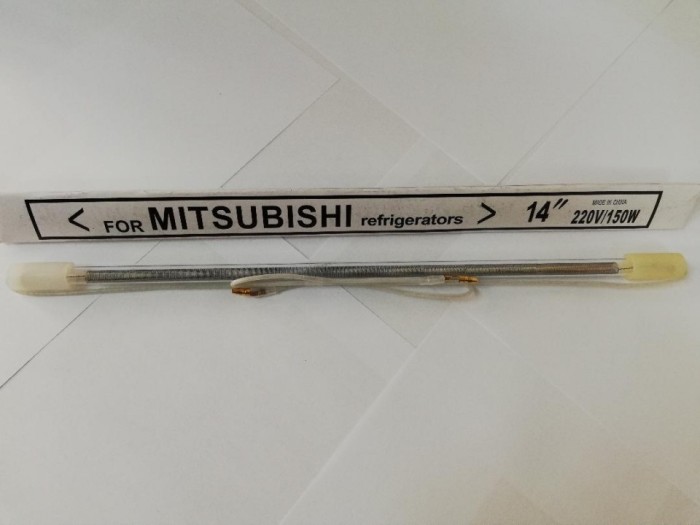 < FOR MITSUBISHI refrigerators > 14″
MADE IN CHINA
220V/150W